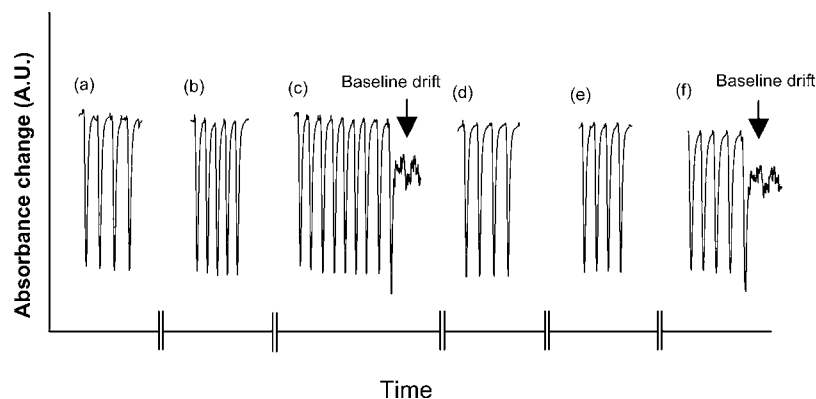 Absorbance change (A.U.)
(a)
(b)
(c)
Baseline drift
(d)
(e)
(f)
Baseline drift
Time